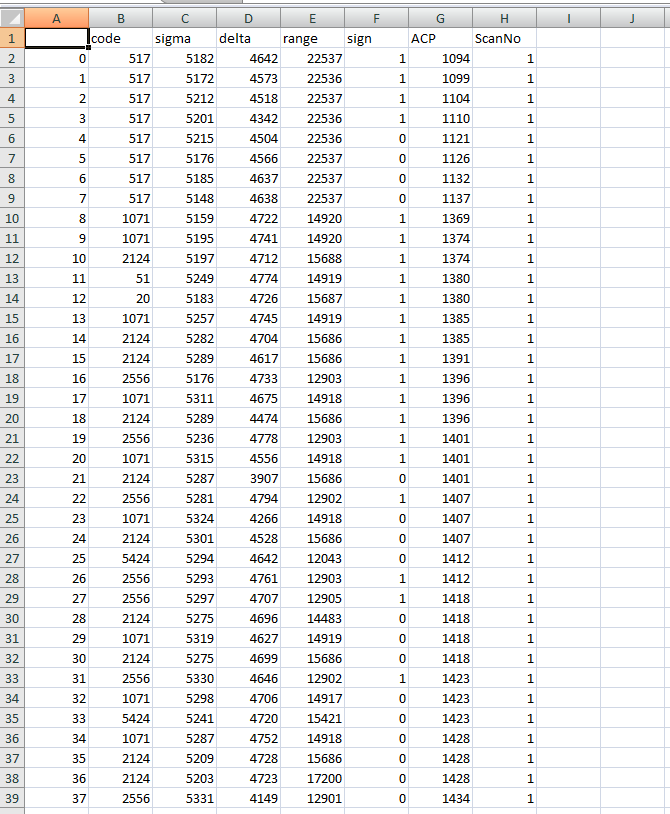 A B C D E F G H I J
1 code sigma delta range sign ACP ScanNo
2 0 517 5182 4642 22537 1 1094 1
3 1 517 5172 4573 22536 1 1099 1
4 2 517 5212 4518 22537 1 1104 1
5 3 517 5201 4342 22536 1 1110 1
6 4 517 5215 4504 22536 0 1121 1
7 5 517 5176 4566 22537 0 1126 1
8 6 517 5185 4637 22537 0 1132 1
9 7 517 5148 4638 22537 0 1137 1
10 8 1071 5159 4722 14920 1 1369 1
11 9 1071 5195 4741 14920 1 1374 1
12 10 2124 5197 4712 15688 1 1374 1
13 11 51 5249 4774 14919 1 1380 1
14 12 20 5183 4726 15687 1 1380 1
15 13 1071 5257 4745 14919 1 1385 1
16 14 2124 5282 4704 15686 1 1385 1
17 15 2124 5289 4617 15686 1 1391 1
18 16 2556 5176 4733 12903 1 1396 1
19 17 1071 5311 4675 14918 1 1396 1
20 18 2124 5289 4474 15686 1 1396 1
21 19 2556 5236 4778 12903 1 1401 1
22 20 1071 5315 4556 14918 1 1401 1
23 21 2124 5287 3907 15686 0 1401 1
24 22 2556 5281 4794 12902 1 1407 1
25 23 1071 5324 4266 14918 0 1407 1
26 24 2124 5301 4528 15686 0 1407 1
27 25 5424 5294 4642 12043 0 1412 1
28 26 2556 5293 4761 12903 1 1412 1
29 27 2556 5297 4707 12905 1 1418 1
30 28 2124 5275 4696 14483 0 1418 1
31 29 1071 5319 4627 14919 0 1418 1
32 30 2124 5275 4699 15686 0 1418 1
33 31 2556 5330 4646 12902 1 1423 1
34 32 1071 5298 4706 14917 0 1423 1
35 33 5424 5241 4720 15421 0 1423 1
36 34 1071 5287 4752 14918 0 1428 1
37 35 2124 5209 4728 15686 0 1428 1
38 36 2124 5203 4723 17200 0 1428 1
39 37 2556 5331 4149 12901 0 1434 1